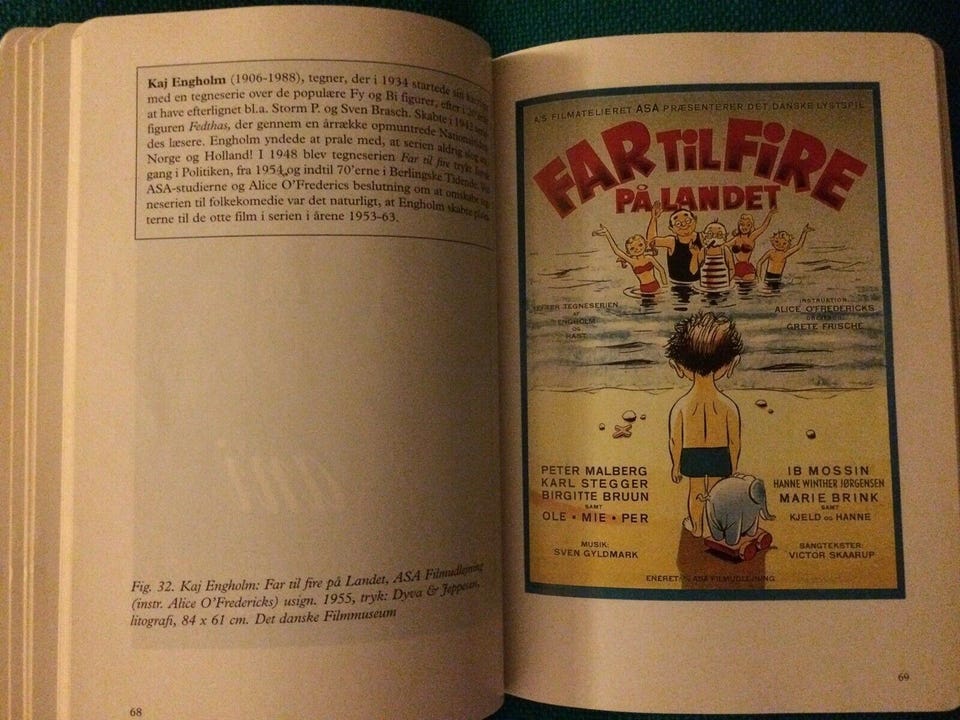 Kaj Engholm (1906-1988), tegner, der i 1934 startede sin
med en tegneserie over de populære Fy og Bi figurer, efter i
at have efterlignet bl.a. Storm P. og Sven Brasch. Skabte i 1942
figuren Fedthas, der gennem en årrække opmuntrede
des læsere. Engholm yndede at prale med, at serien aldrig
Norge og Holland! I 1948 blev tegneserien Far til fire trykt
gang i Politiken, fra 1954 og indtil 70'erne i Berlingske Tidende.
ASA-studierne og Alice O'Frederics beslutning om at omskabe
neserien til folkekomedie var det naturligt, at Engholm skabte
terne til de otte film i serien i årene 1953-63.
Fig. 32. Kaj Engholm: Far til fire på Landet, ASA Filmudlejning
(instr. Alice O'Fredericks) usign. 1955, tryk: Dyva & Jeppesen,
litografi, 84 x 61 cm. Det danske Filmmuseum
68
A/S FILMATELIERET ASA PRÆSENTERER DET DANSKE LYSTSPIL
FAR TIL FIRE
PÅ LANDET
EFTER TEGNESERIEN
AF
ENGHOLM
OG
HAST
INSTRUKTION
ALICE O'FREDERICKS
GRETE FRISCHE
PETER MALBERG
KARL STEGGER
BIRGITTE BRUUN
SAMT
OLE • MIE • PER
MUSIK:
SVEN GYLDMARK
IB MOSSIN
HANNE WINTHER JØRGENSEN
MARIE BRINK
SAMT
KJELD OG HANNE
SANGTEKSTER:
VICTOR SKAARUP
ENERET: ASA FILMUDLEJNING
69